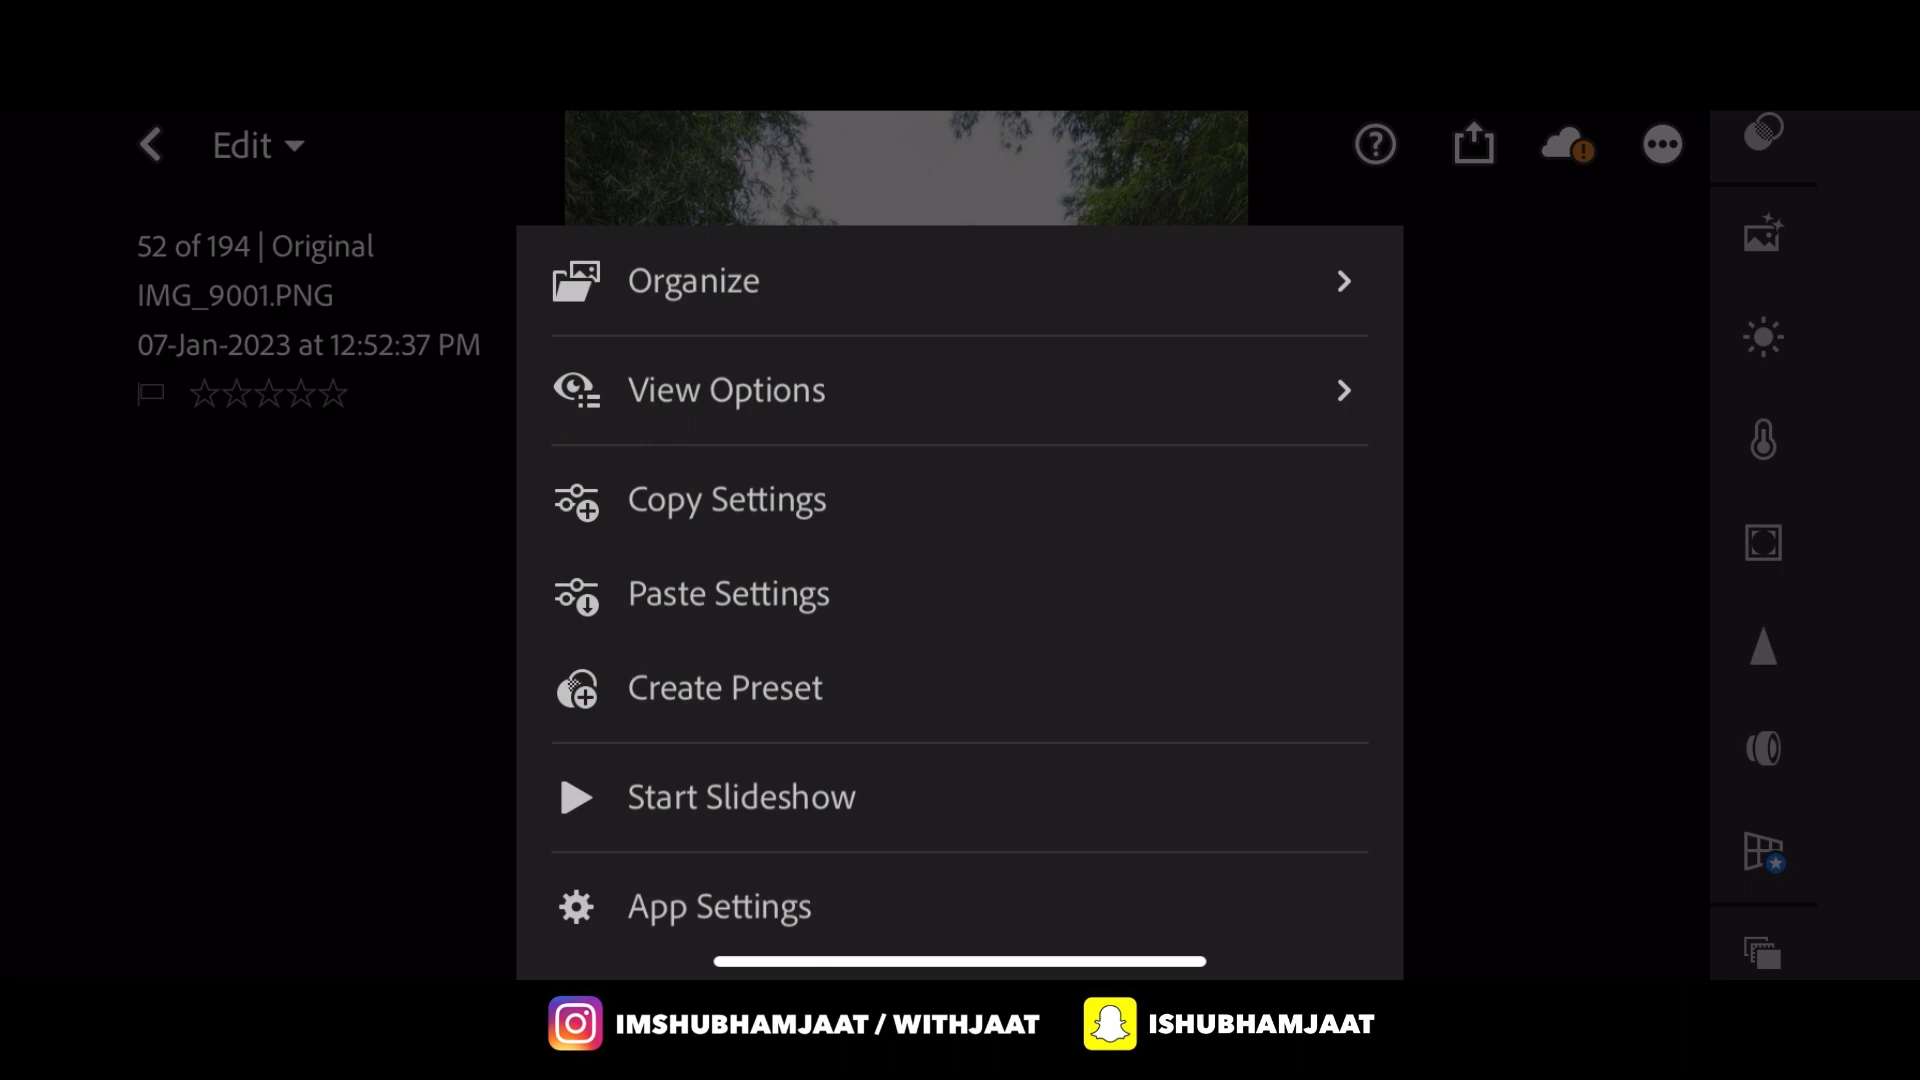 Edit
52 of 194 | Original
IMG_9001.PNG
07-Jan-2023 at 12:52:37 PM
Organize
View Options
Copy Settings
Paste Settings
Create Preset
Start Slideshow
App Settings
IMSHUBHAMJAAT / WITHJAAT
ISHUBHAMJAAT